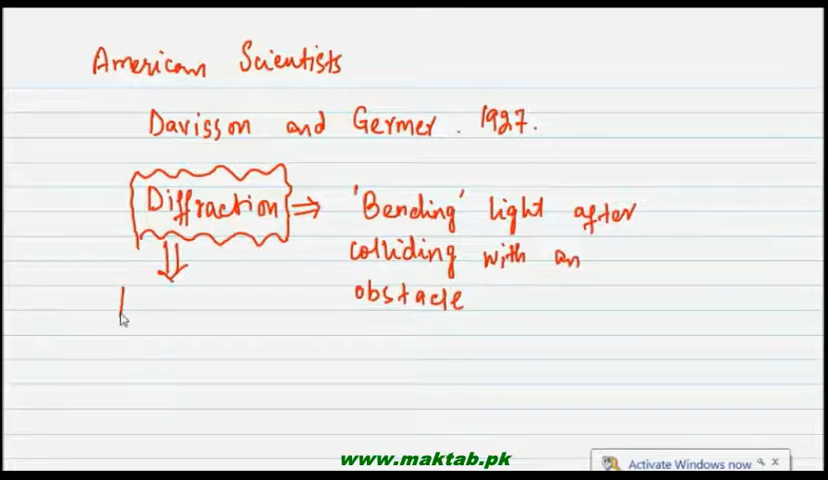 American Scientists
Davisson and Germer. 1927.
Diffraction ⇒ 'Bending' light after
colliding with an
obstacle
www.maktab.pk
Activate Windows now